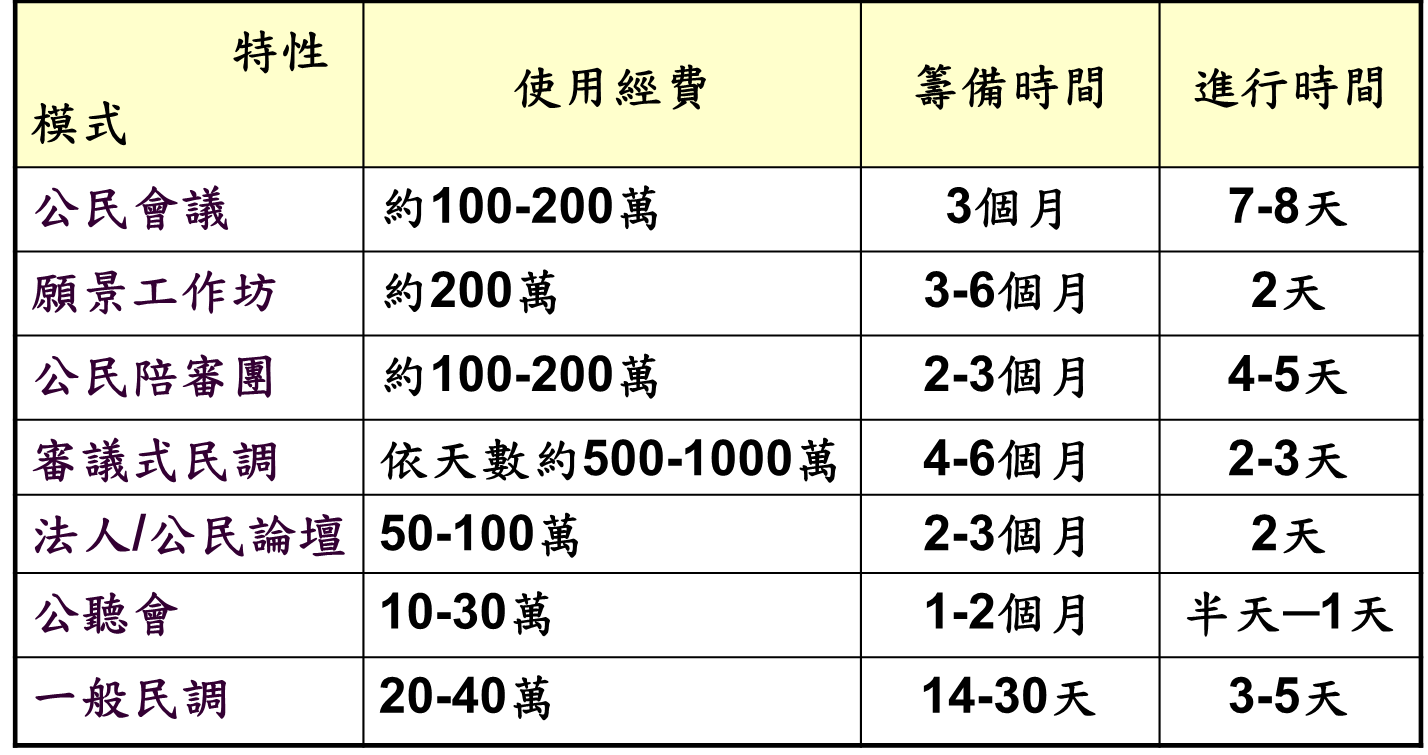 特性
模式
使用經費 籌備時間 進行時間
公民會議 約100-200萬 3個月 7-8天
願景工作坊 約200萬 3-6個月 2天
公民陪審團 約100-200萬 2-3個月 4-5天
審議式民調 依天數約500-1000萬 4-6個月 2-3天
法人/公民論壇 50-100萬 2-3個月 2天
公聽會 10-30萬 1-2個月 半天─1天
一般民調 20-40萬 14-30天 3-5天